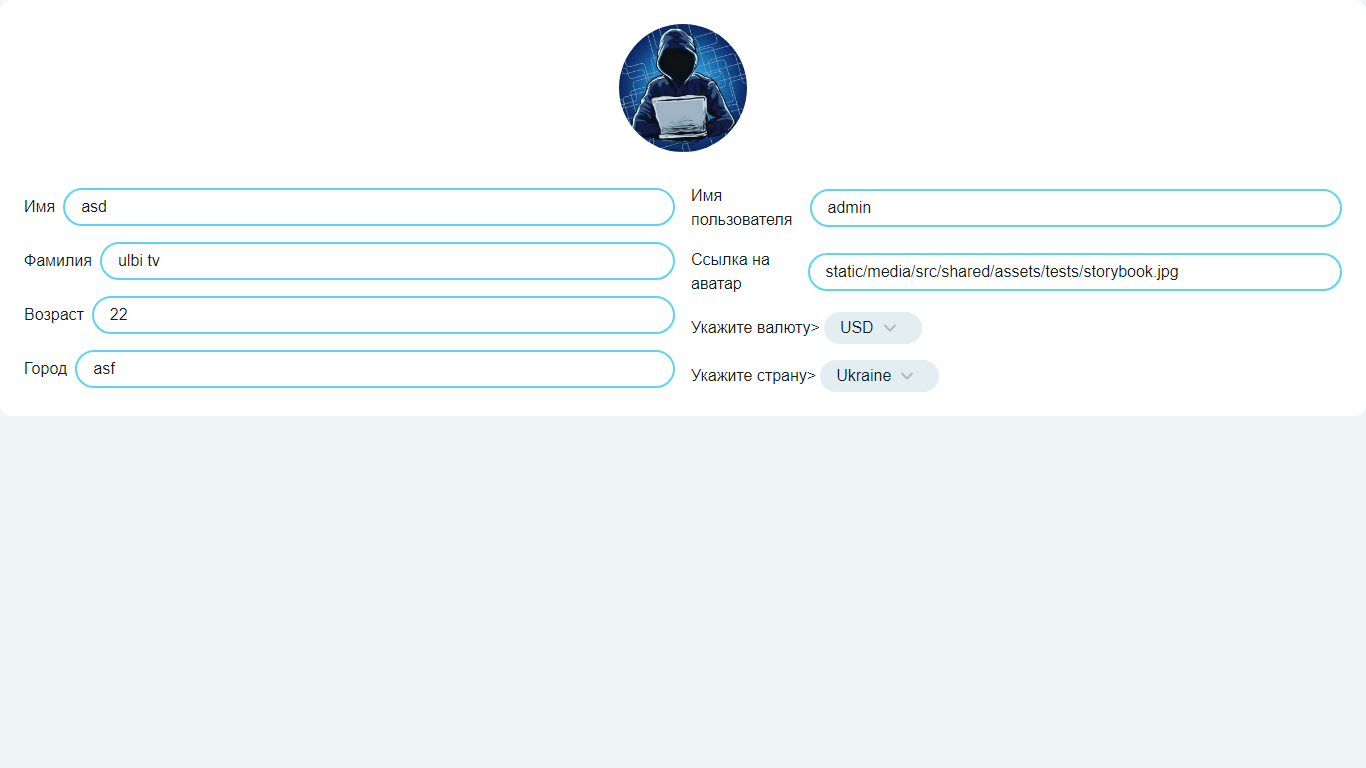 Имя asd
Фамилия ulbi tv
Возраст 22
Город asf
Имя
пользователя
admin
Ссылка на
аватар
static/media/src/shared/assets/tests/storybook.jpg
Укажите валюту> USD
Укажите страну> Ukraine